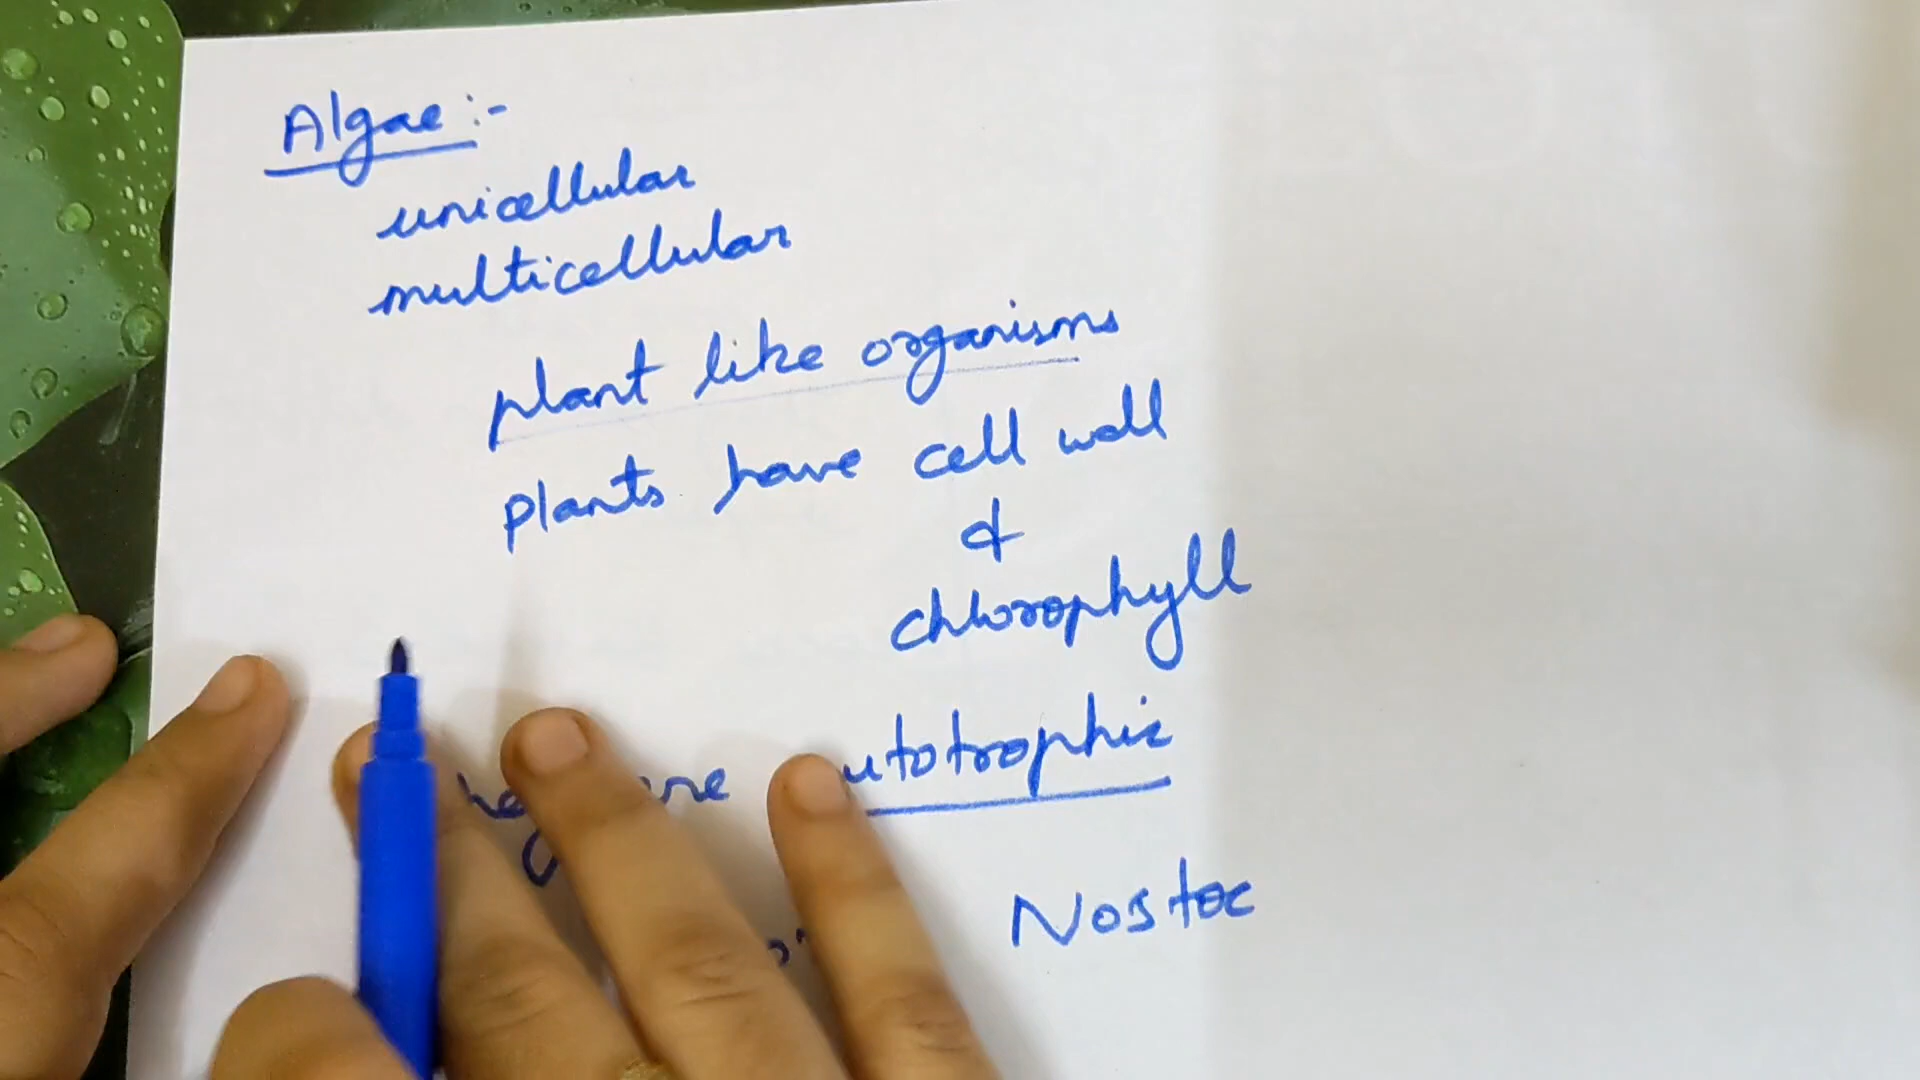 Algae :-
unicellular
multicellular
plant like organisms
plants have cell wall
&
chlorophyll
autotrophic
Nostoc